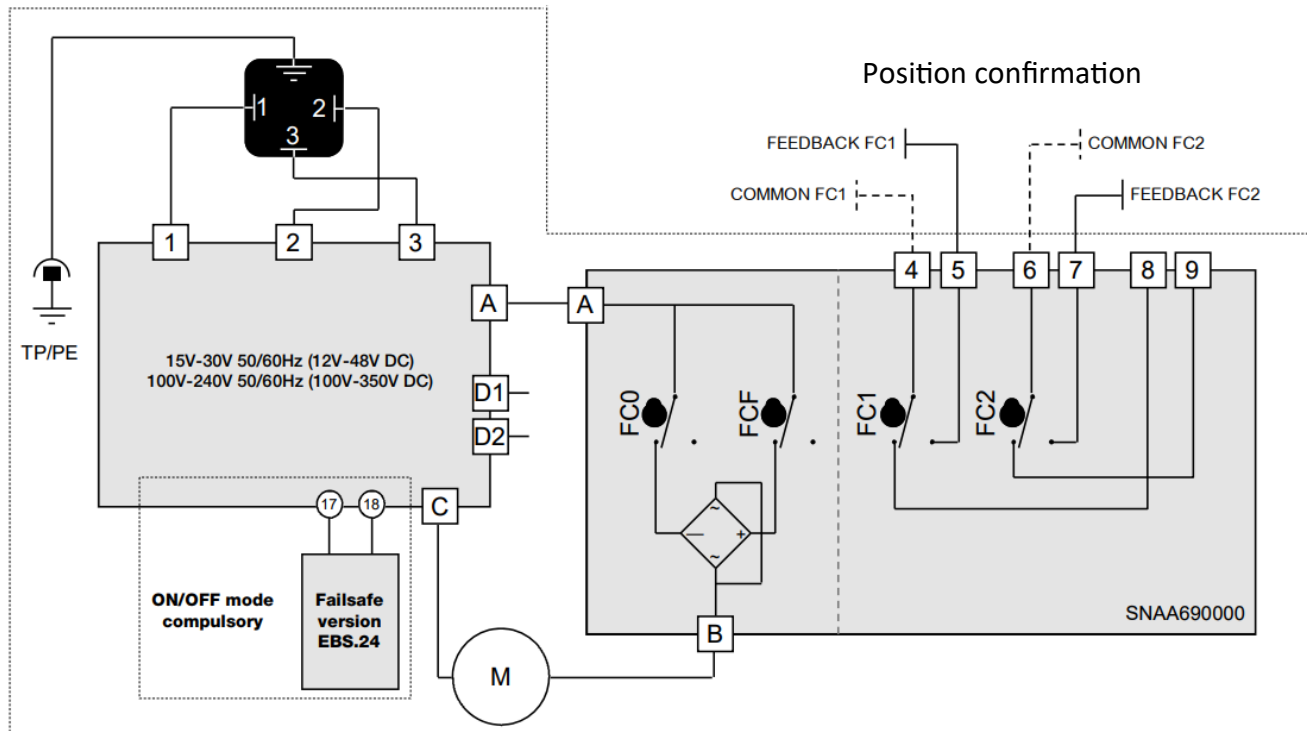 Position confirmation
1
2
3
FEEDBACK FC1
COMMON FC2
COMMON FC1
FEEDBACK FC2
1
2
3
4
5
6
7
8
9
A
A
TP/PE
15V-30V 50/60Hz (12V-48V DC)
100V-240V 50/60Hz (100V-350V DC)
D1
D2
FC0
FCF
FC1
FC2
17
18
C
~
—
+
~
ON/OFF mode
compulsory
Failsafe
version
EBS.24
B
SNAA690000
M